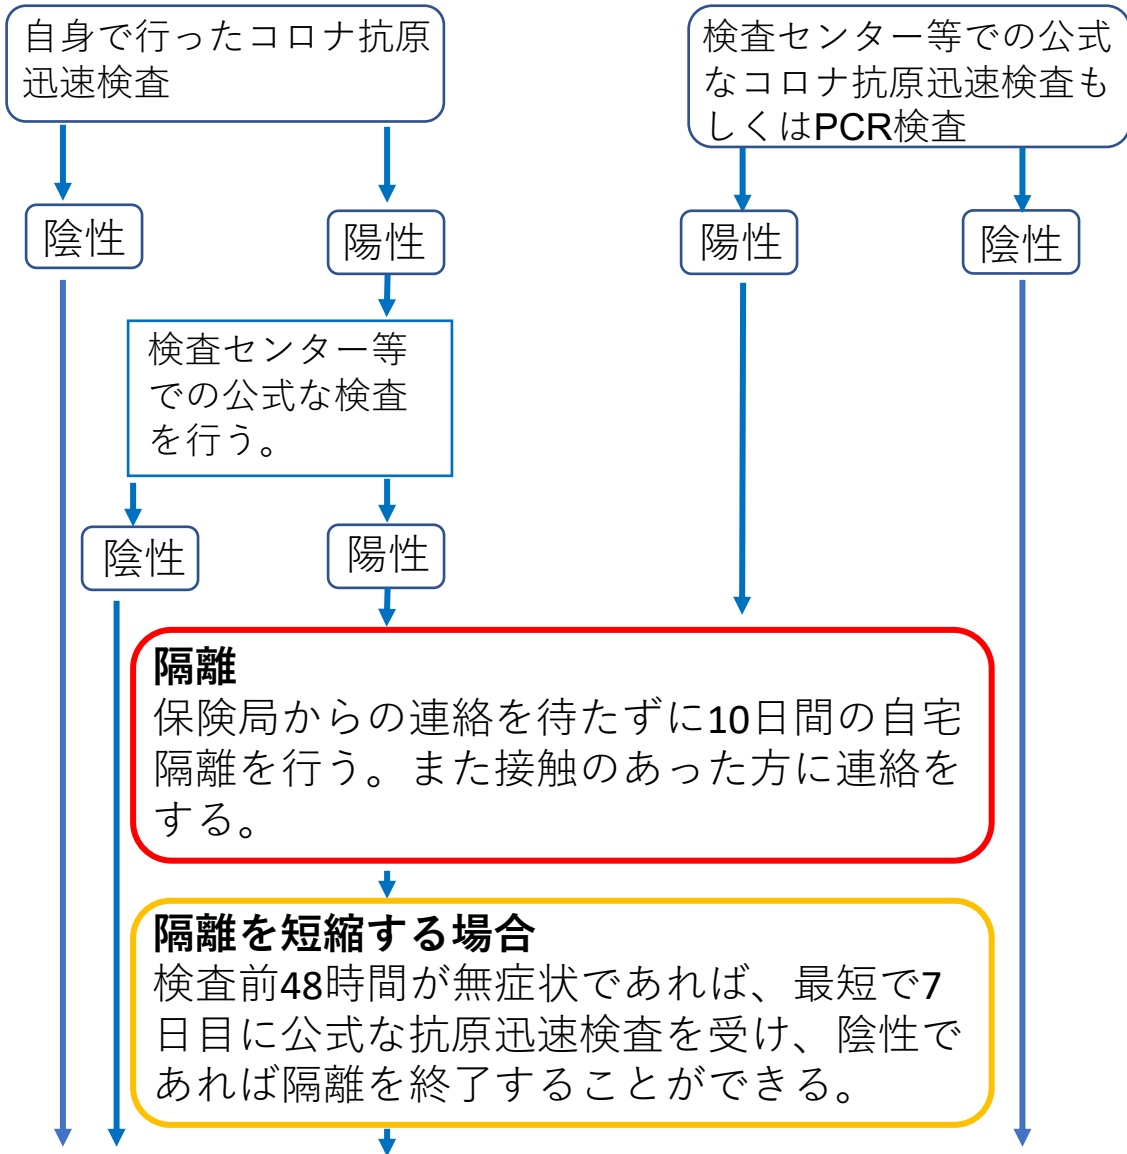 自身で行ったコロナ抗原
迅速検査
検査センター等での公式
なコロナ抗原迅速検査も
しくはPCR検査
陰性
陽性
陽性
陰性
検査センター等
での公式な検査
を行う。
陰性
陽性
隔離
保険局からの連絡を待たずに10日間の自宅
隔離を行う。また接触のあった方に連絡を
する。
隔離を短縮する場合
検査前48時間が無症状であれば、最短で7
日目に公式な抗原迅速検査を受け、陰性で
あれば隔離を終了することができる。